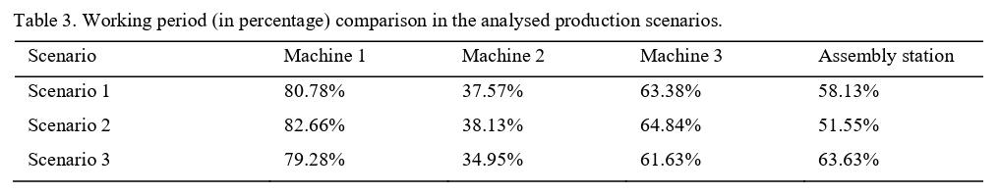 Table 3. Working period (in percentage) comparison in the analysed production scenarios.
Scenario Machine 1 Machine 2 Machine 3 Assembly station
Scenario 1 80.78% 37.57% 63.38% 58.13%
Scenario 2 82.66% 38.13% 64.84% 51.55%
Scenario 3 79.28% 34.95% 61.63% 63.63%